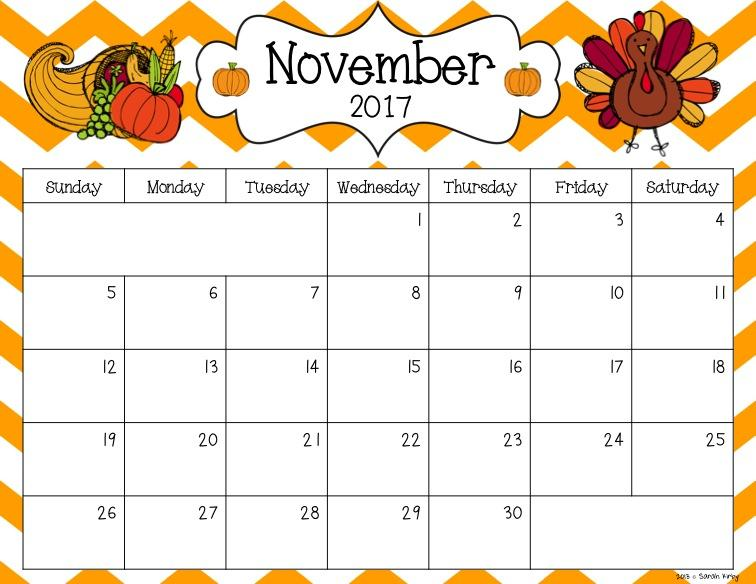 November
2017
Sunday Monday Tuesday Wednesday Thursday Friday Saturday
1 2 3 4
5 6 7 8 9 10 11
12 13 14 15 16 17 18
19 20 21 22 23 24 25
26 27 28 29 30
2013 © Sarah Kirby